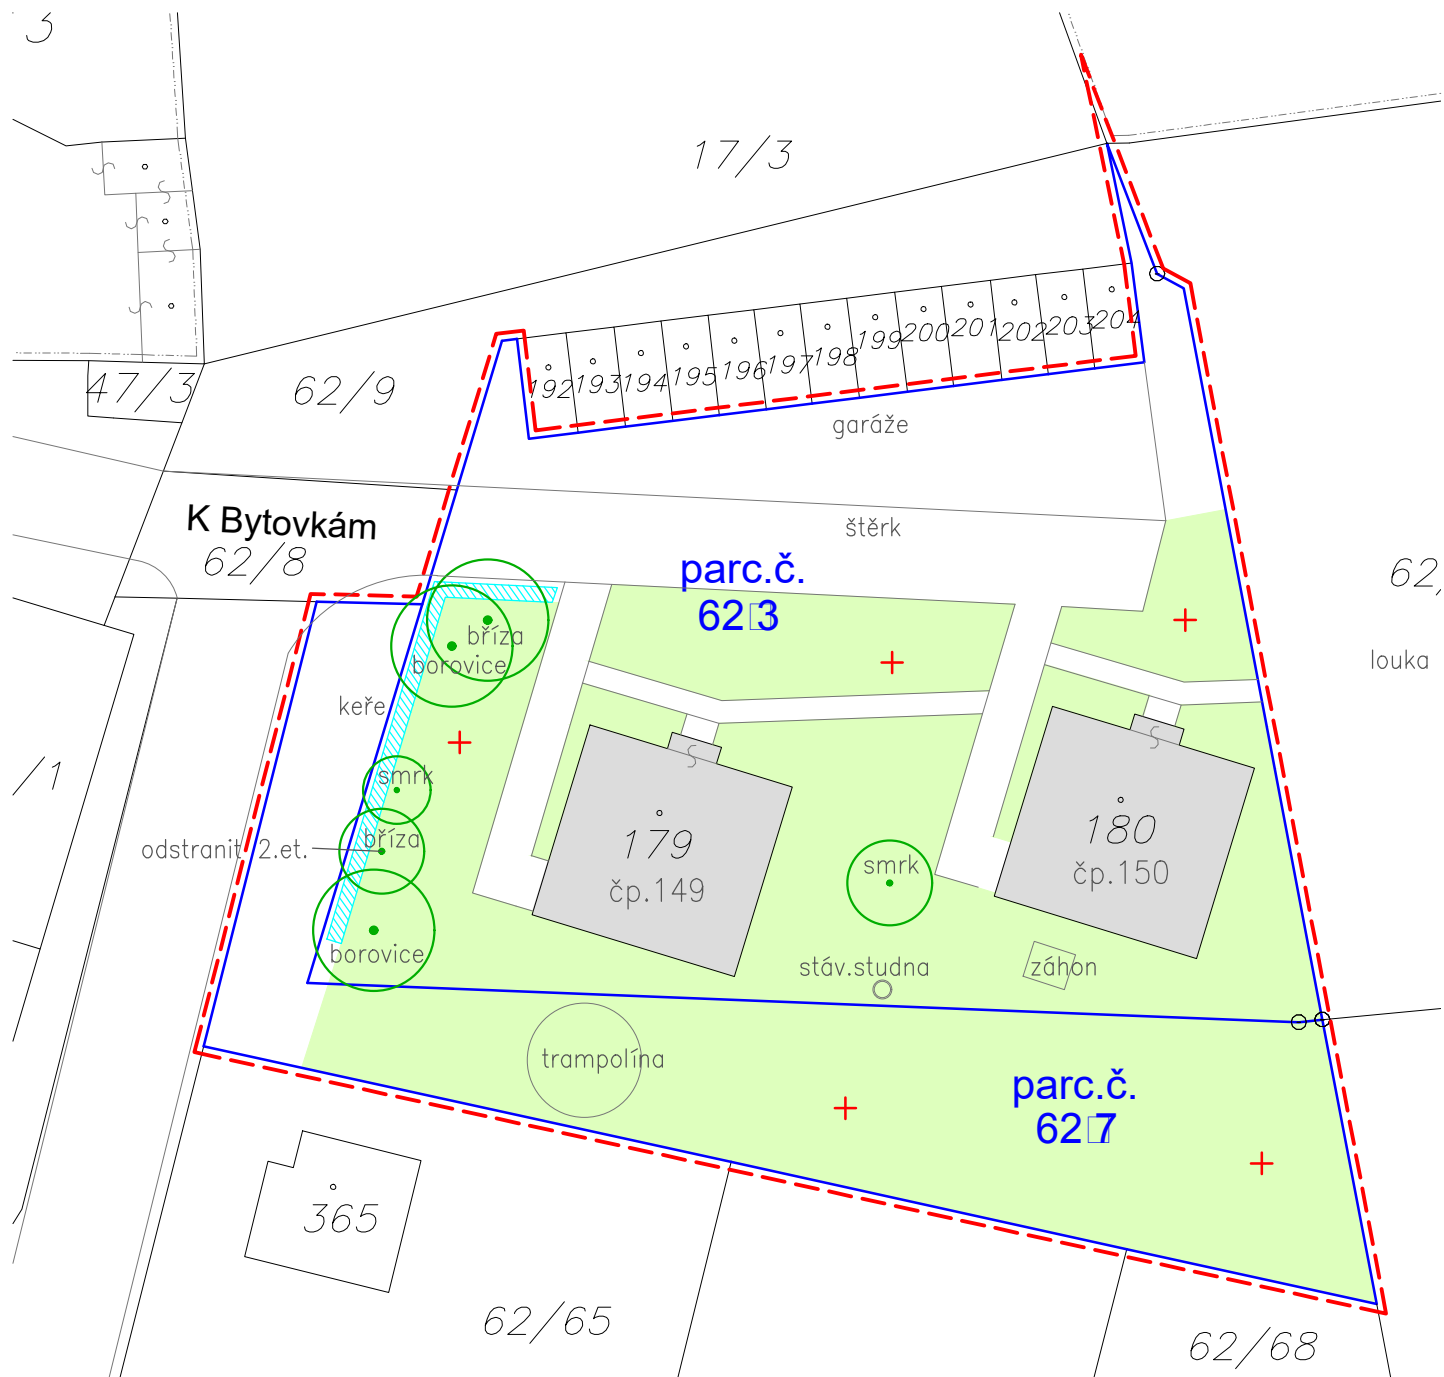 3
17/3
47/3
62/9
192 193 194 195 196 197 198 199 200 201 202 203 204
garáže
K Bytovkám
62/8
štěrk
parc.č.
62 3
62/
louka
bříza
borovice
keře
smrk
bříza
odstranit 2.et.
borovice
/1
179
čp.149
smrk
180
čp.150
stáv.studna
záhon
trampolína
parc.č.
62 7
365
62/65
62/68